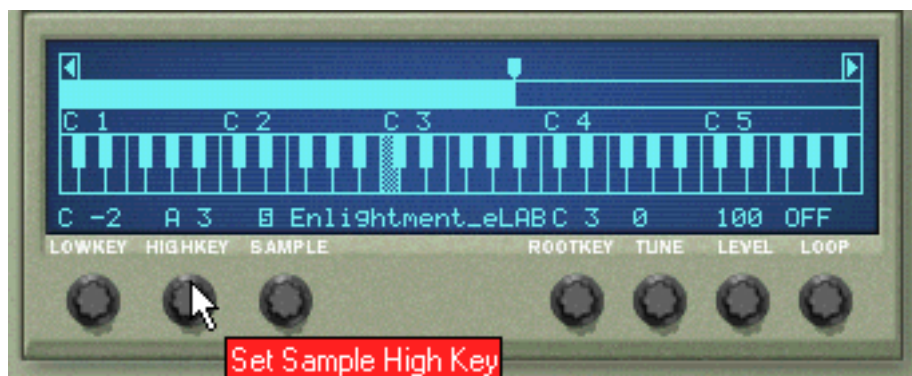 C 1 C 2 C 3 C 4 C 5
C -2 A 3 S Enlightment_eLAB C 3 0 100 OFF
LOWKEY HIGHKEY SAMPLE ROOTKEY TUNE LEVEL LOOP
Set Sample High Key